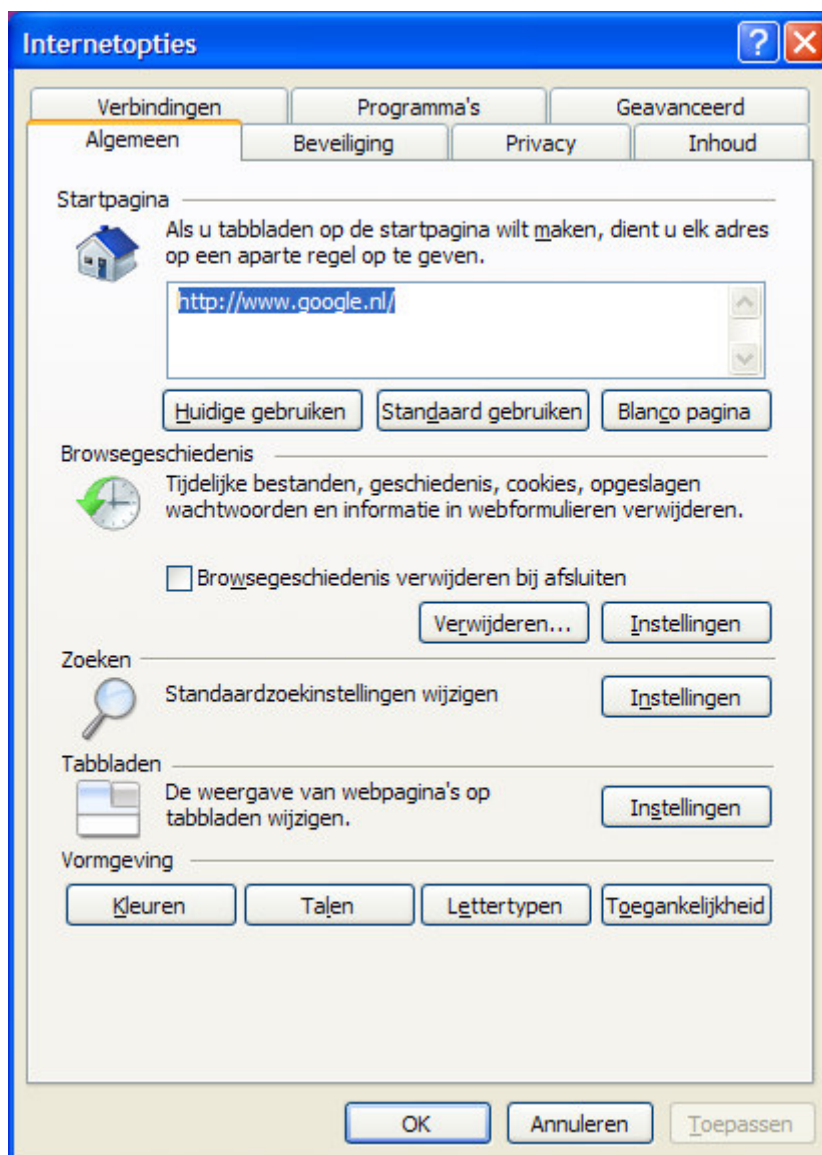 Internetopties
Verbindingen Programma's Geavanceerd
Algemeen Beveiliging Privacy Inhoud
Startpagina
Als u tabbladen op de startpagina wilt maken, dient u elk adres
op een aparte regel op te geven.
http://www.google.nl/
Huidige gebruiken Standaard gebruiken Blanco pagina
Browsegeschiedenis
Tijdelijke bestanden, geschiedenis, cookies, opgeslagen
wachtwoorden en informatie in webformulieren verwijderen.
Browsegeschiedenis verwijderen bij afsluiten
Verwijderen... Instellingen
Zoeken
Standaardzoekinstellingen wijzigen Instellingen
Tabbladen
De weergave van webpagina's op
tabbladen wijzigen.
Instellingen
Vormgeving
Kleuren Talen Lettertypen Toegankelijkheid
OK Annuleren Toepassen